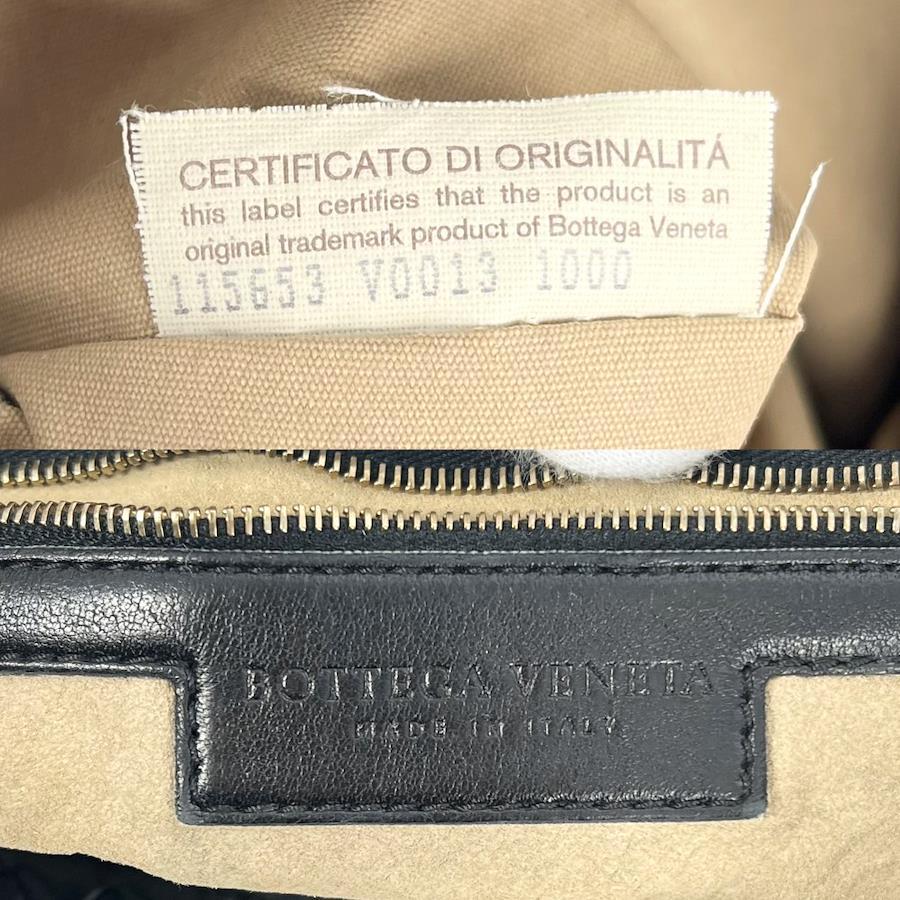 CERTIFICATO DI ORIGINALITÁ
this label certifies that the product is an
original trademark product of Bottega Veneta
115653 V0013 1000
BOTTEGA VENETA
MADE IN ITALY